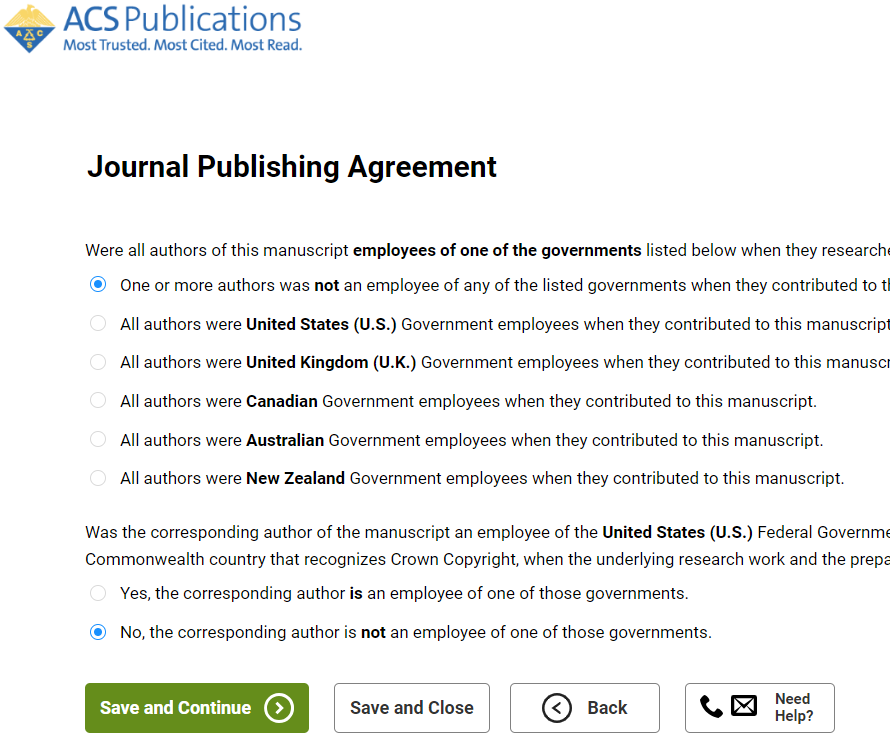 ACS Publications
Most Trusted. Most Cited. Most Read.
A C S
Journal Publishing Agreement
Were all authors of this manuscript employees of one of the governments listed below when they
One or more authors was not an employee of any of the listed governments when they contributed to
All authors were United States (U.S.) Government employees when they contributed to this manuscript
All authors were United Kingdom (U.K.) Government employees when they contributed to this
All authors were Canadian Government employees when they contributed to this manuscript.
All authors were Australian Government employees when they contributed to this manuscript.
All authors were New Zealand Government employees when they contributed to this manuscript.
Was the corresponding author of the manuscript an employee of the United States (U.S.) Federal
Commonwealth country that recognizes Crown Copyright, when the underlying research work and the
Yes, the corresponding author is an employee of one of those governments.
No, the corresponding author is not an employee of one of those governments.
Save and Continue
Save and Close
Back
Need
Help?